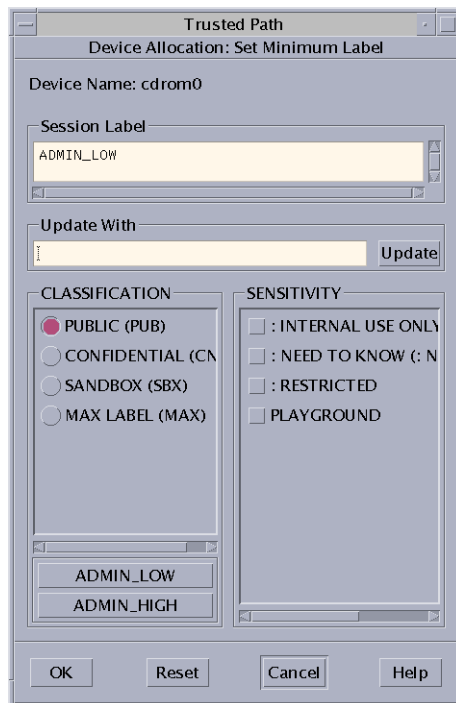 Trusted Path
Device Allocation: Set Minimum Label
Device Name: cdrom0
Session Label
ADMIN_LOW
Update With
Update
CLASSIFICATION
PUBLIC (PUB)
CONFIDENTIAL (CN
SANDBOX (SBX)
MAX LABEL (MAX)
ADMIN_LOW
ADMIN_HIGH
SENSITIVITY
: INTERNAL USE ONLY
: NEED TO KNOW (: N
: RESTRICTED
PLAYGROUND
OK Reset Cancel Help